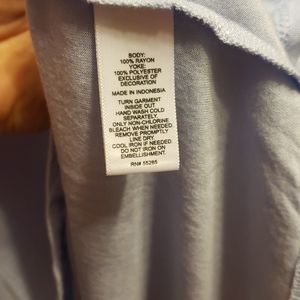 BODY:
100% RAYON
YOKE:
100% POLYESTER
EXCLUSIVE OF
DECORATION
MADE IN INDONESIA
TURN GARMENT
INSIDE OUT
HAND WASH COLD
SEPARATELY
ONLY NON-CHLORINE
BLEACH WHEN NEEDED.
REMOVE PROMPTLY
LINE DRY.
COOL IRON IF NEEDED.
DO NOT IRON ON
EMBELLISHMENT.
RN# 55285